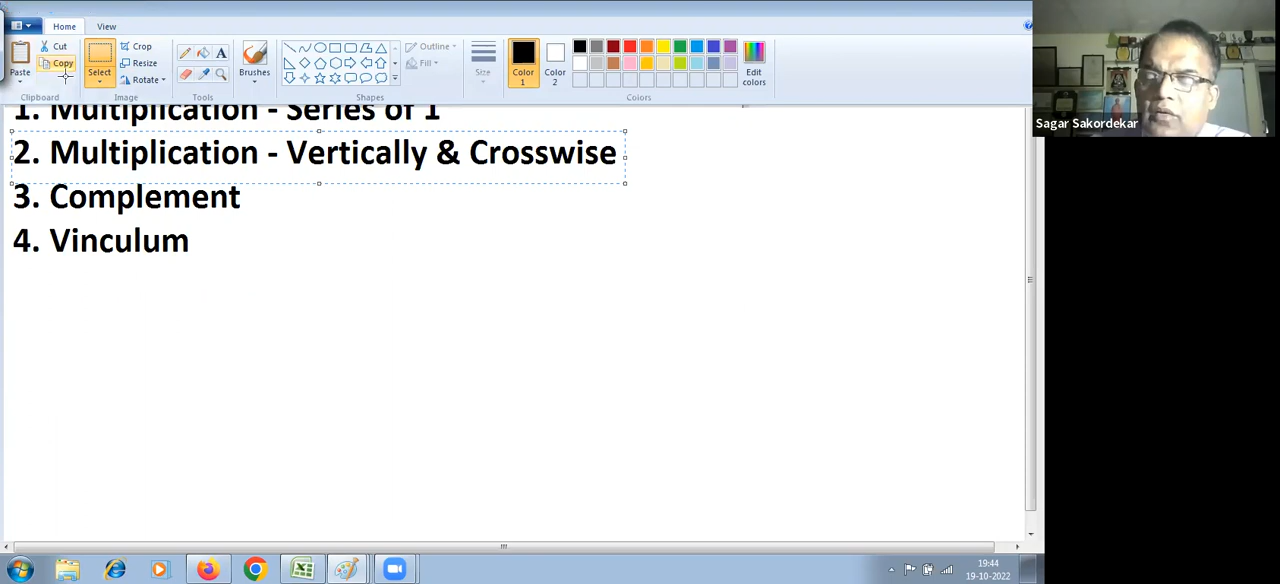 Home View
Cut
Crop
Outline
Copy
Resize
Fill
Paste
Select
Rotate
Brushes
Size
Color 1
Color 2
Edit colors
Clipboard
Image
Tools
Shapes
Colors
Sagar Sakordekar
1. Multiplication - Series of 1
2. Multiplication - Vertically & Crosswise
3. Complement
4. Vinculum
19:44
19-10-2022